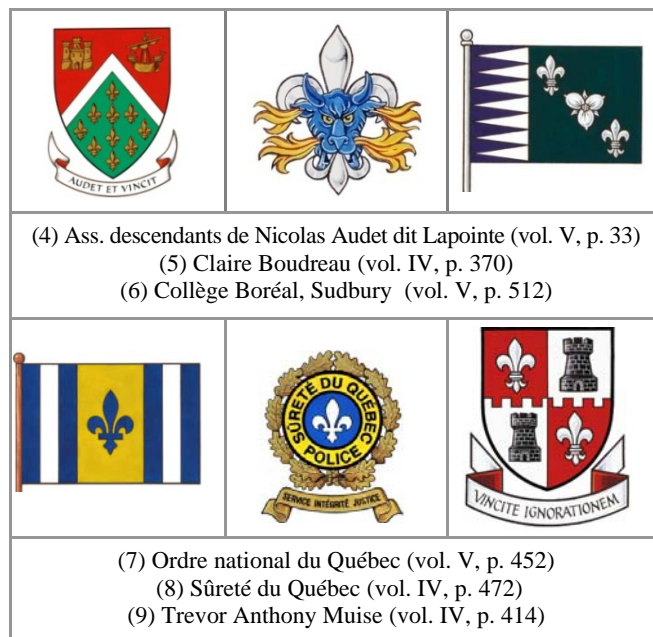 AUDET ET VINCIT
(4) Ass. descendants de Nicolas Audet dit Lapointe (vol. V, p. 33)
(5) Claire Boudreau (vol. IV, p. 370)
(6) Collège Boréal, Sudbury (vol. V, p. 512)
SÛRETÉ DU QUÉBEC
POLICE
SERVICE INTÉGRITÉ JUSTICE
VINCITE IGNORATIONEM
(7) Ordre national du Québec (vol. V, p. 452)
(8) Sûreté du Québec (vol. IV, p. 472)
(9) Trevor Anthony Muise (vol. IV, p. 414)